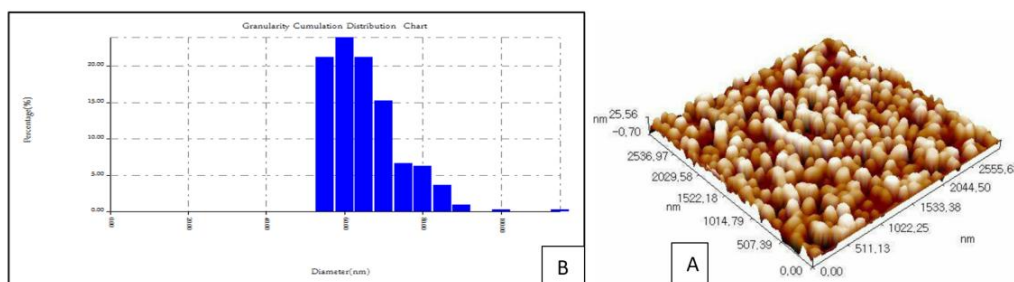 Granularity Cumulation Distribution Chart
Percentage(%)
20.00
15.00
10.00
5.00
0.00
Diameter(nm)
B
25,56
nm
-0.70
2536,97
2029,58
1522,18
nm
1014,79
507,39
0.00
0.00
511.13
1022.25
nm
1533.38
2044.50
2555.6
A